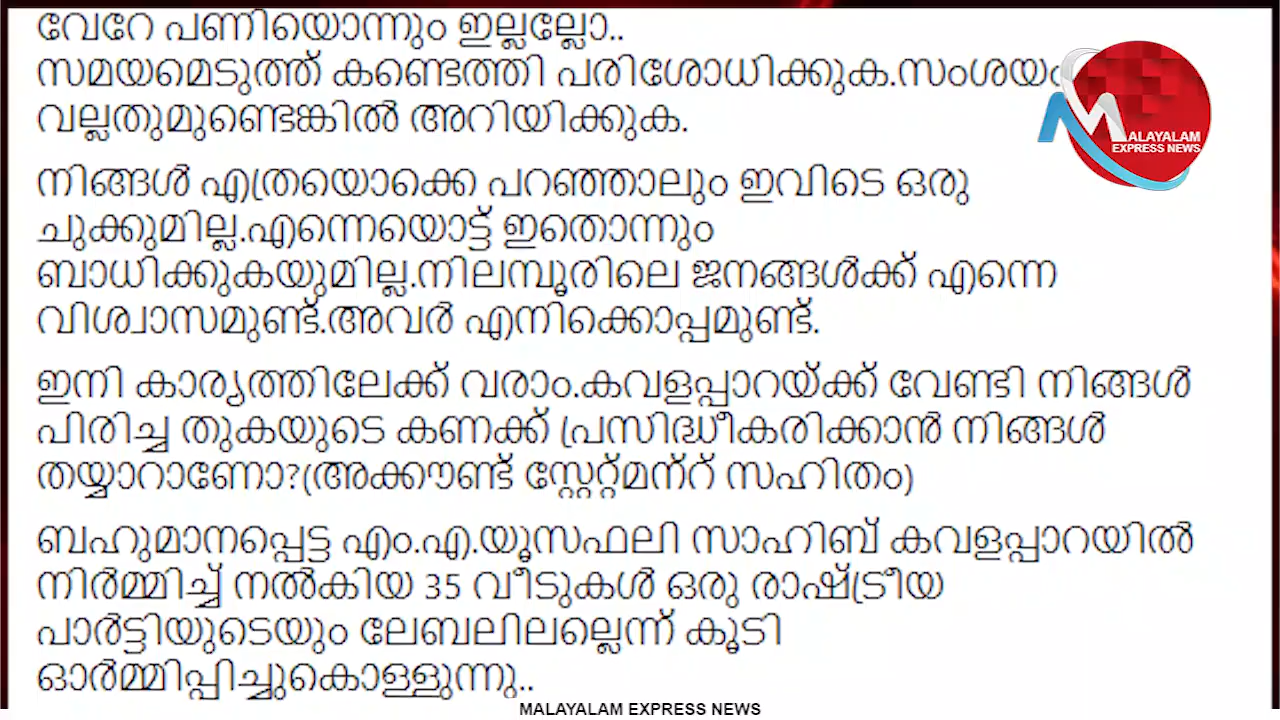 വേറേ പണിയൊന്നും ഇല്ലല്ലോ..
സമയമെടുത്ത് കണ്ടെത്തി പരിശോധിക്കുക.സംശയം
വല്ലതുമുണ്ടെങ്കിൽ അറിയിക്കുക.
നിങ്ങൾ എത്രയൊക്കെ പറഞ്ഞാലും ഇവിടെ ഒരു
ചുക്കുമില്ല.എന്നെയൊട്ട് ഇതൊന്നും
ബാധിക്കുകയുമില്ല.നിലമ്പൂരിലെ ജനങ്ങൾക്ക് എന്നെ
വിശ്വാസമുണ്ട്.അവർ എനിക്കൊപ്പമുണ്ട്.
ഇനി കാര്യത്തിലേക്ക് വരാം.കവളപ്പാറയ്ക്ക് വേണ്ടി നിങ്ങൾ
പിരിച്ച തുകയുടെ കണക്ക് പ്രസിദ്ധീകരിക്കാൻ നിങ്ങൾ
തയ്യാറാണോ?(അക്കൗണ്ട് സ്റ്റേറ്റ്മന്റ് സഹിതം)
ബഹുമാനപ്പെട്ട എം.എ.യൂസഫലി സാഹിബ് കവളപ്പാറയിൽ
നിർമ്മിച്ച് നൽകിയ 35 വീടുകൾ ഒരു രാഷ്ട്രീയ
പാർട്ടിയുടെയും ലേബലിലല്ലെന്ന് കൂടി
ഓർമ്മിപ്പിച്ചുകൊള്ളുന്നു..
MALAYALAM
EXPRESS NEWS
MALAYALAM EXPRESS NEWS